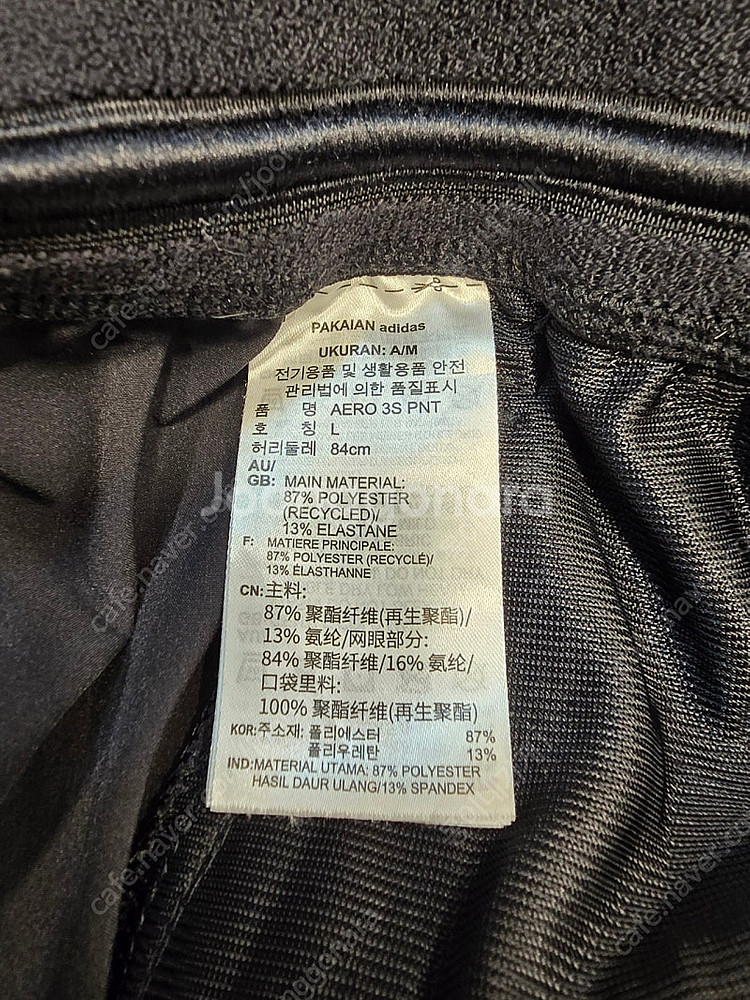 PAKAIAN adidas
UKURAN: A/M
전기용품 및 생활용품 안전
관리법에 의한 품질표시
품 명 AERO 3S PNT
호 칭 L
허리둘레 84cm
AU/
GB: MAIN MATERIAL:
87% POLYESTER
(RECYCLED)/
13% ELASTANE
F: MATIERE PRINCIPALE:
87% POLYESTER (RECYCLÉ)/
13% ÉLASTHANNE
CN:主料:
87% 聚酯纤维(再生聚酯)/
13% 氨纶/网眼部分:
84% 聚酯纤维/16% 氨纶/
口袋里料:
100% 聚酯纤维(再生聚酯)
KOR:주소재: 폴리에스터 87%
폴리우레탄 13%
IND:MATERIAL UTAMA: 87% POLYESTER
HASIL DAUR ULANG/13% SPANDEX
Joongonara
cafe.naver.com/joonggonara